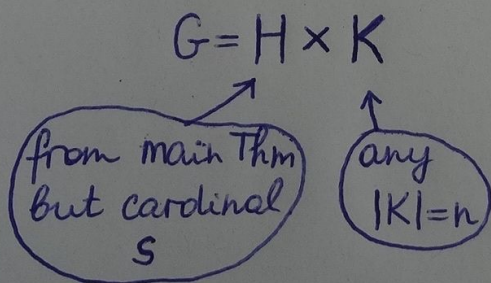 G = H × K
from main Thm
but cardinal
s
any
|K|=n